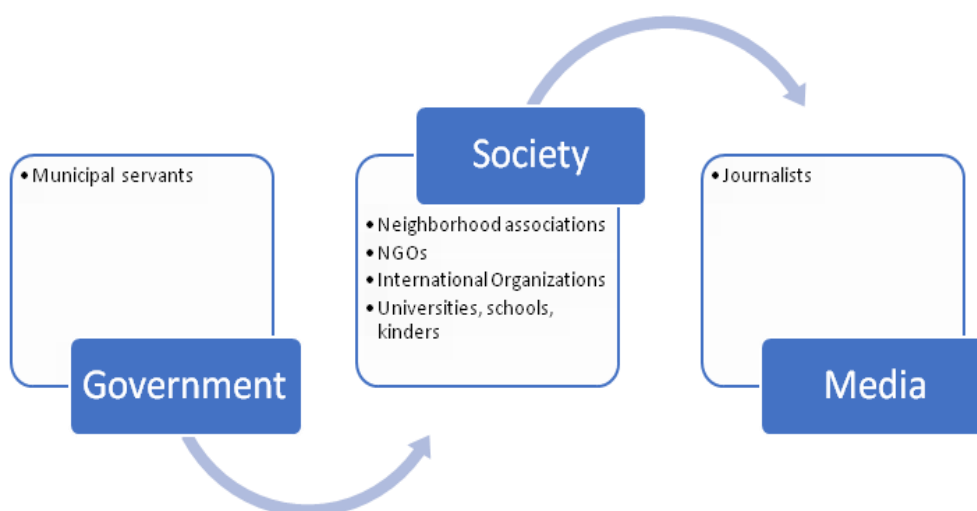 • Municipal servants
Government
Society
• Neighborhood associations
• NGOs
• International Organizations
• Universities, schools,
kinders
• Journalists
Media